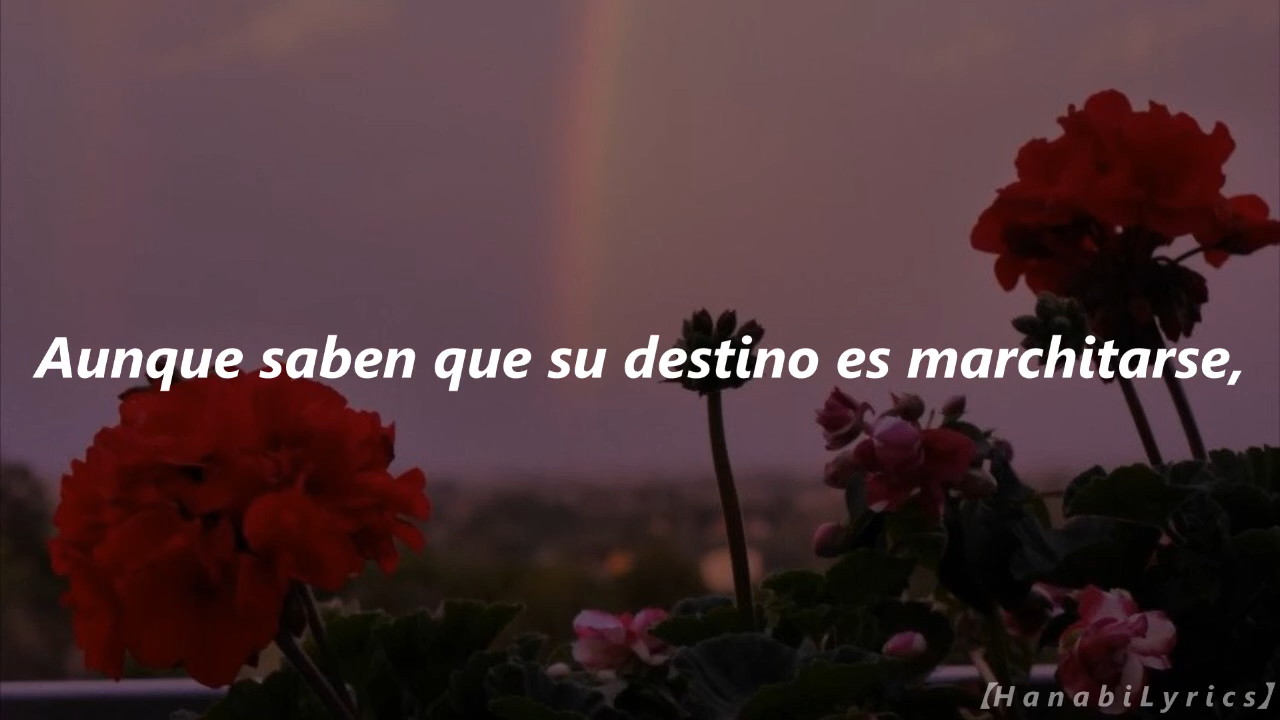 Aunque saben que su destino es marchitarse,
【HanabiLyrics】